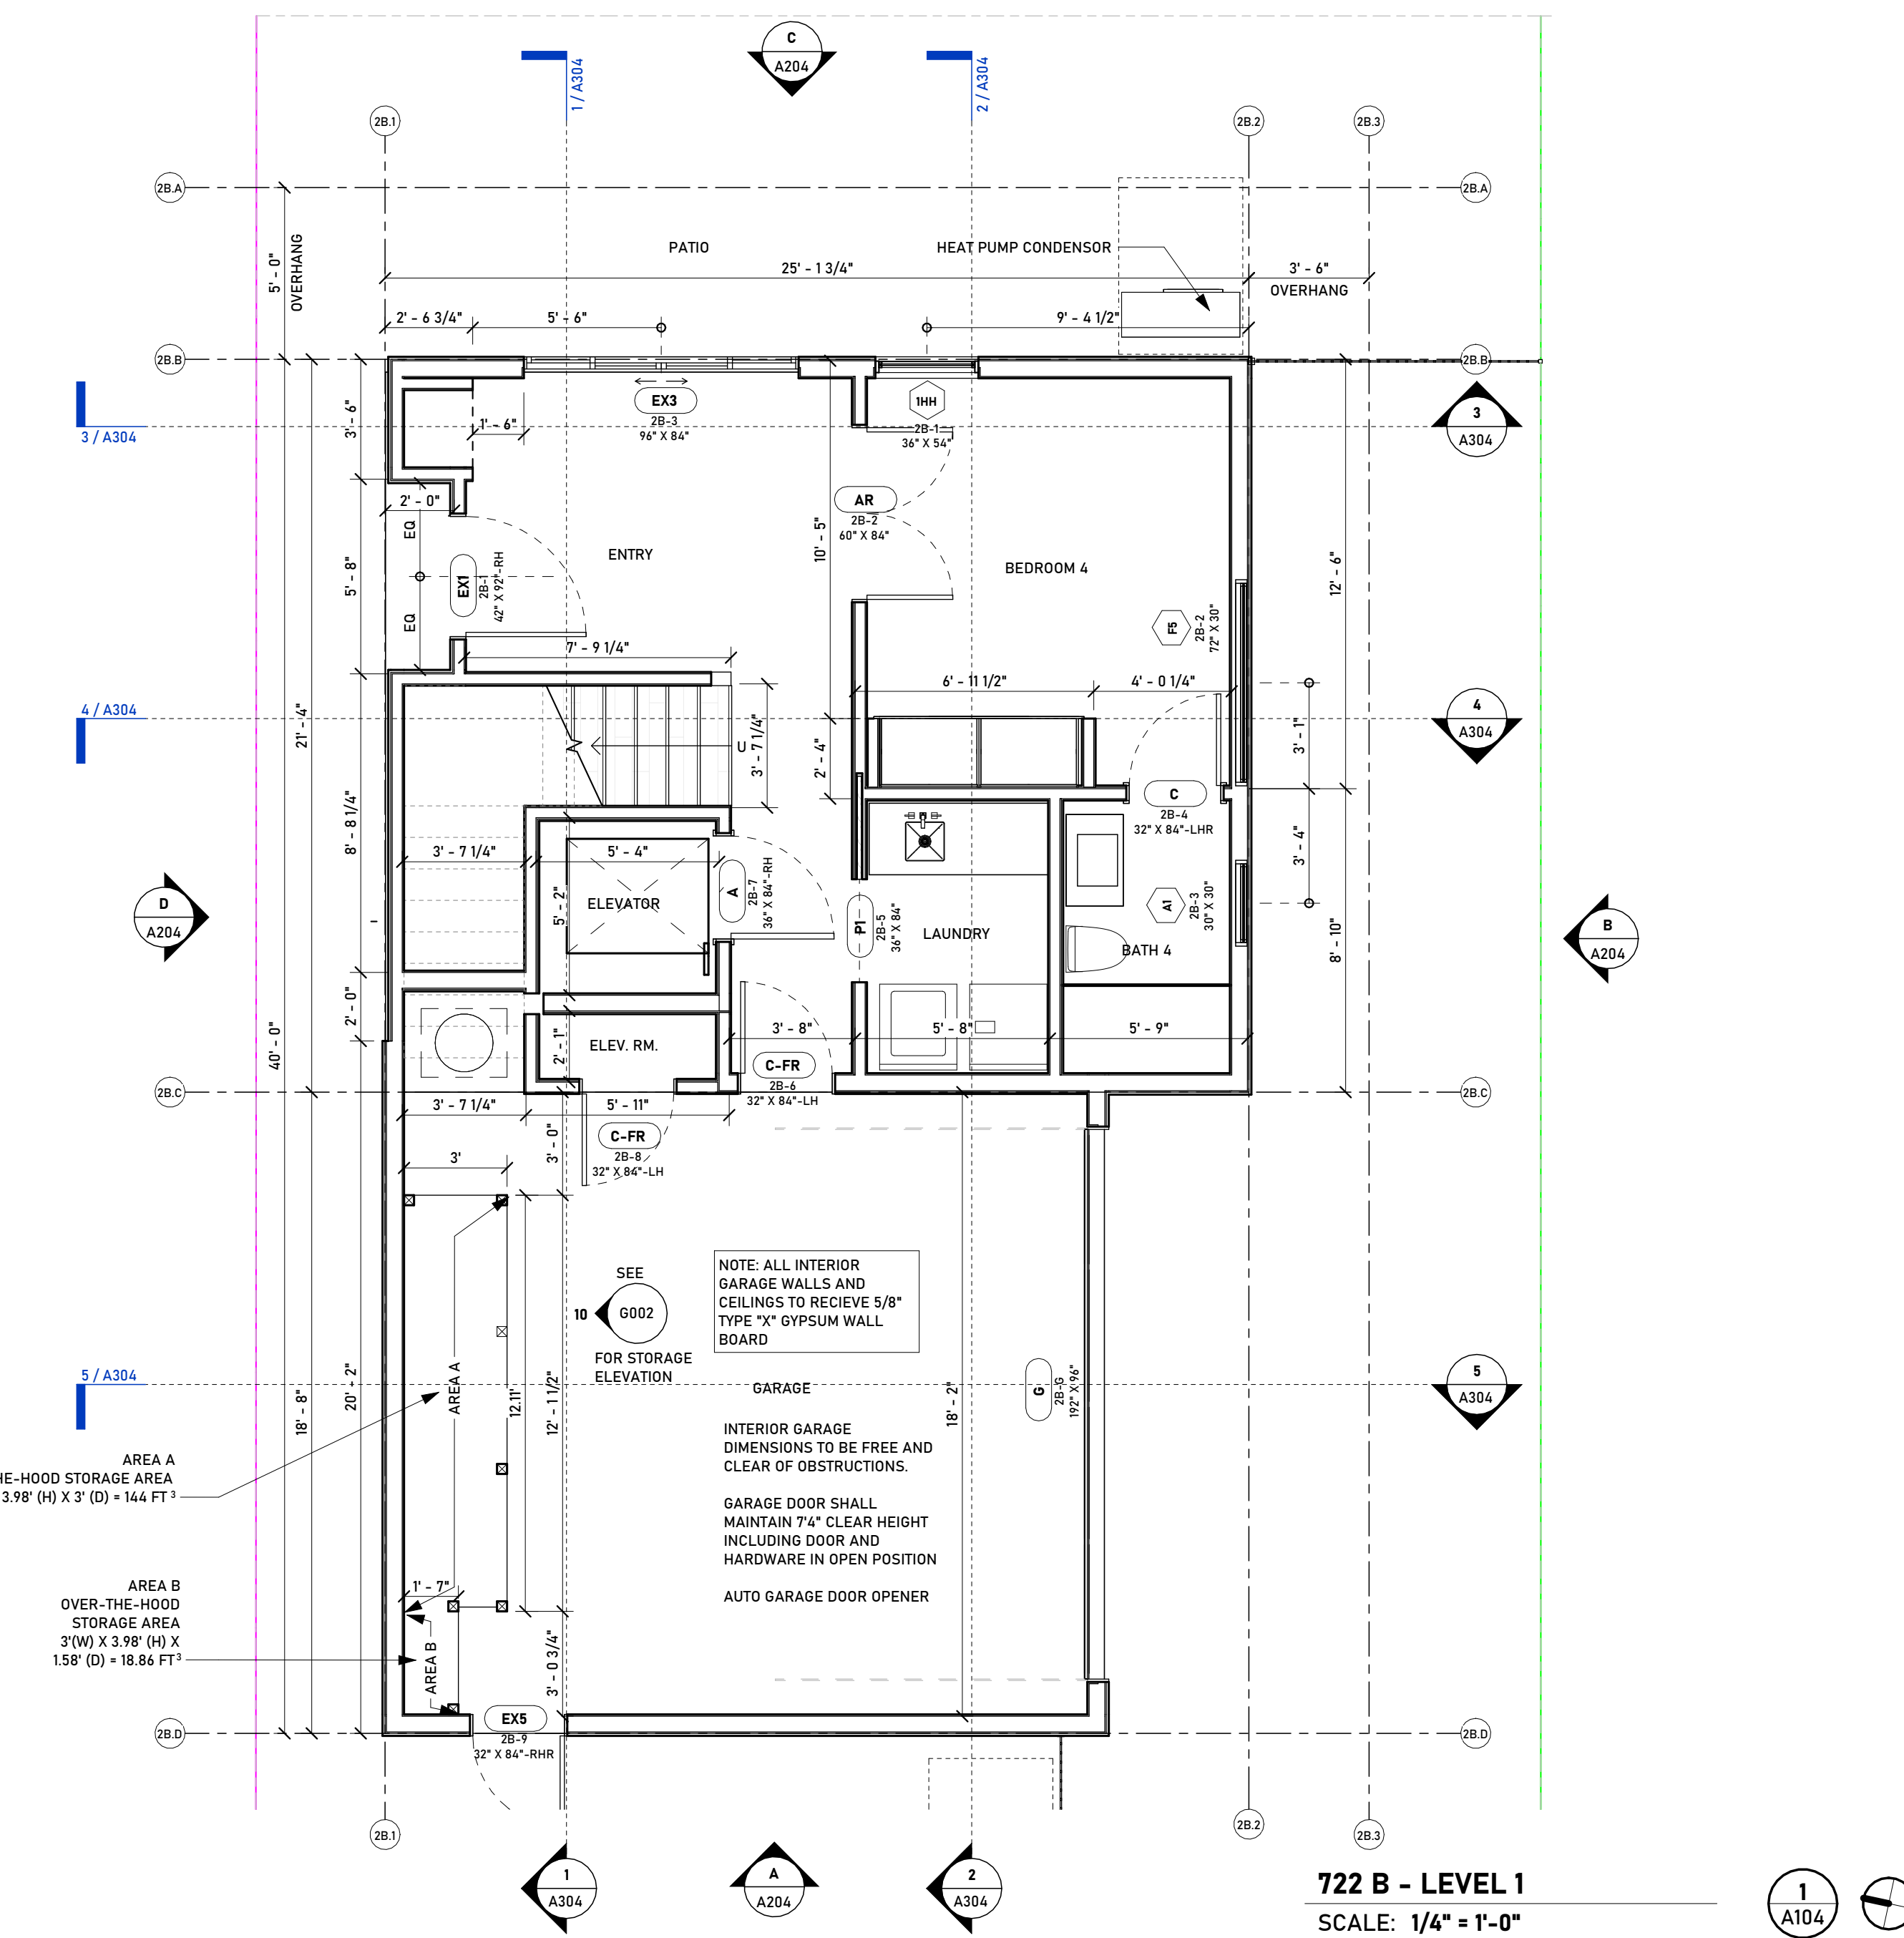 C
A204
1 / A304
2 / A304
2B.1
2B.2
2B.3
2B.A
2B.A
5' - 0"
OVERHANG
PATIO
HEAT PUMP CONDENSOR
25' - 1 3/4"
3' - 6"
OVERHANG
2' - 6 3/4"
5' - 6"
9' - 4 1/2"
2B.B
2B.B
3 / A304
3
A304
3' - 6"
1' - 6"
EX3
2B-3
96" X 84"
1HH
2B-1
36" X 54"
2' - 0"
EQ
EQ
5' - 8"
EX1
2B-1
42" X 92"-RH
ENTRY
AR
2B-2
60" X 84"
10' - 5"
BEDROOM 4
F5
2B-2
72" X 30"
12' - 6"
7' - 9 1/4"
6' - 11 1/2"
4' - 0 1/4"
4 / A304
4
A304
21' - 4"
U
3' - 7 1/4"
2' - 4"
3' - 1"
C
2B-4
32" X 84"-LHR
3' - 4"
8' - 8 1/4"
3' - 7 1/4"
5' - 4"
5' - 2"
ELEVATOR
A
2B-7
36" X 84"-RH
P1
2B-5
36" X 84"
LAUNDRY
A1
2B-3
30" X 30"
BATH 4
8' - 10"
D
A204
B
A204
2' - 0"
40' - 0"
2' - 1"
ELEV. RM.
3' - 8"
5' - 8"
5' - 9"
C-FR
2B-6
32" X 84"-LH
2B.C
2B.C
3' - 7 1/4"
5' - 11"
3' - 0"
C-FR
2B-8
32" X 84"-LH
3'
SEE
10
G002
FOR STORAGE
ELEVATION
NOTE: ALL INTERIOR
GARAGE WALLS AND
CEILINGS TO RECIEVE 5/8"
TYPE "X" GYPSUM WALL
BOARD
5 / A304
5
A304
18' - 8"
20' - 2"
AREA A
12.11'
12' - 1 1/2"
GARAGE
18' - 2"
G
2B-G
192" X 96"
INTERIOR GARAGE
DIMENSIONS TO BE FREE AND
CLEAR OF OBSTRUCTIONS.
GARAGE DOOR SHALL
MAINTAIN 7'4" CLEAR HEIGHT
INCLUDING DOOR AND
HARDWARE IN OPEN POSITION
AUTO GARAGE DOOR OPENER
AREA A
HE-HOOD STORAGE AREA
3.98' (H) X 3' (D) = 144 FT³
AREA B
OVER-THE-HOOD
STORAGE AREA
3'(W) X 3.98' (H) X
1.58' (D) = 18.86 FT³
1' - 7"
AREA B
3' - 0 3/4"
EX5
2B-9
32" X 84"-RHR
2B.D
2B.D
2B.1
2B.2
2B.3
1
A304
A
A204
2
A304
722 B - LEVEL 1
SCALE: 1/4" = 1'-0"
1
A104